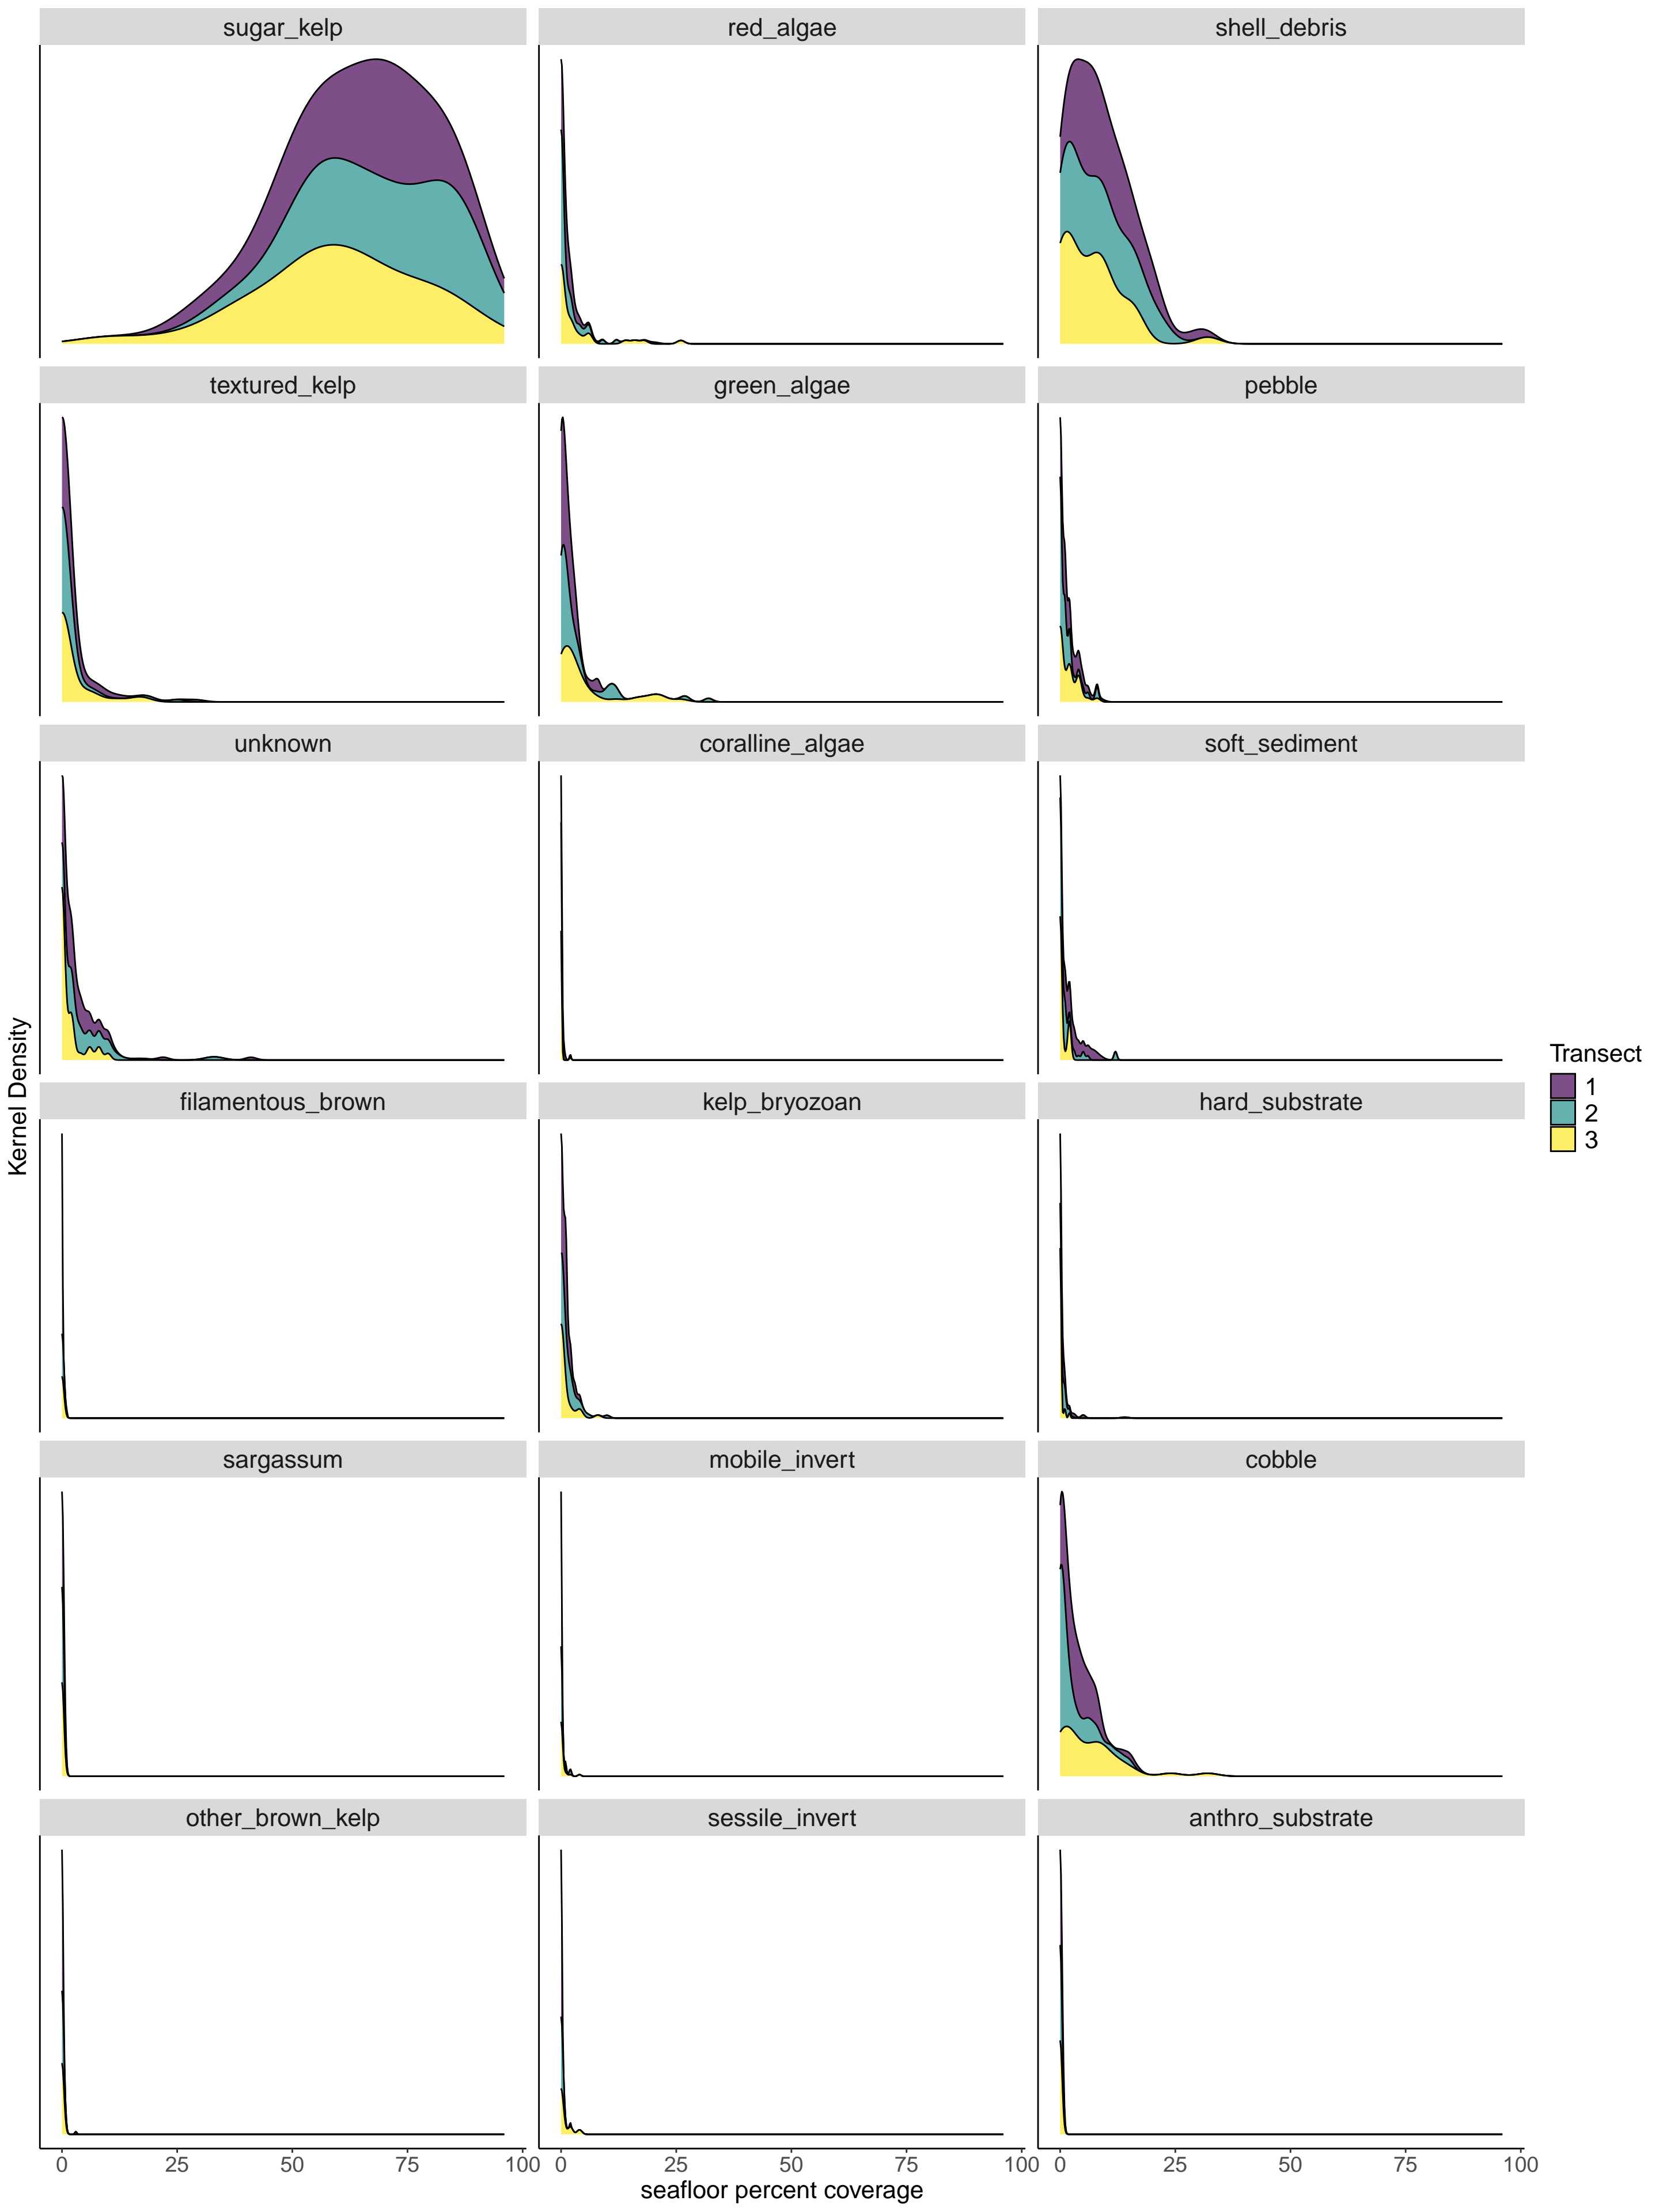 sugar_kelp
red_algae
shell_debris
textured_kelp
green_algae
pebble
unknown
coralline_algae
soft_sediment
filamentous_brown
kelp_bryozoan
hard_substrate
sargassum
mobile_invert
cobble
other_brown_kelp
sessile_invert
anthro_substrate
Kernel Density
0 25 50 75 100
0 25 50 75 100
0 25 50 75 100
seafloor percent coverage
Transect
1
2
3